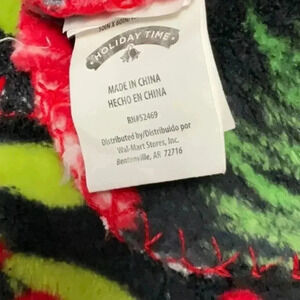 HOLIDAY TIME
MADE IN CHINA
HECHO EN CHINA
RN#52469
Distributed by/Distribuido por
Wal-Mart Stores, Inc.
Bentonville, AR 72716